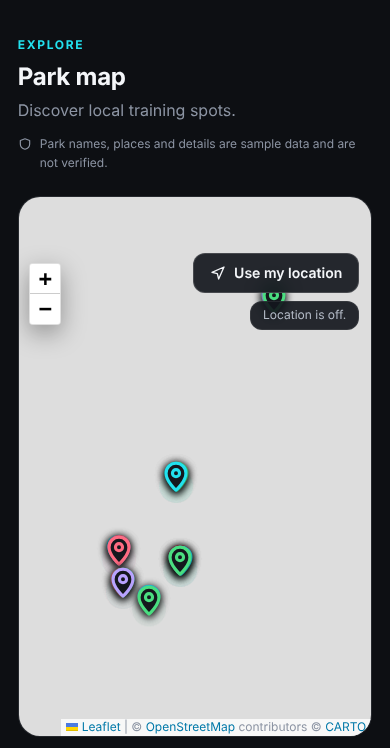 EXPLORE
Park map
Discover local training spots.
Park names, places and details are sample data and are
not verified.
+
Use my location
−
Location is off.
Leaflet | © OpenStreetMap contributors © CARTO